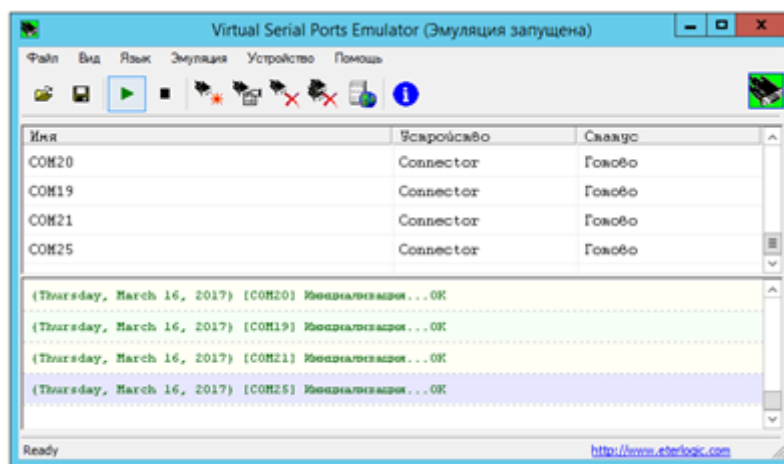 Virtual Serial Ports Emulator (Эмуляция запущена)
Файл Вид Язык Эмуляция Устройство Помощь
Имя Устройство Статус
COM20 Connector Готово
COM19 Connector Готово
COM21 Connector Готово
COM25 Connector Готово
(Thursday, March 16, 2017) [COM20] Инициализация...OK
(Thursday, March 16, 2017) [COM19] Инициализация...OK
(Thursday, March 16, 2017) [COM21] Инициализация...OK
(Thursday, March 16, 2017) [COM25] Инициализация...OK
Ready http://www.eterlogic.com